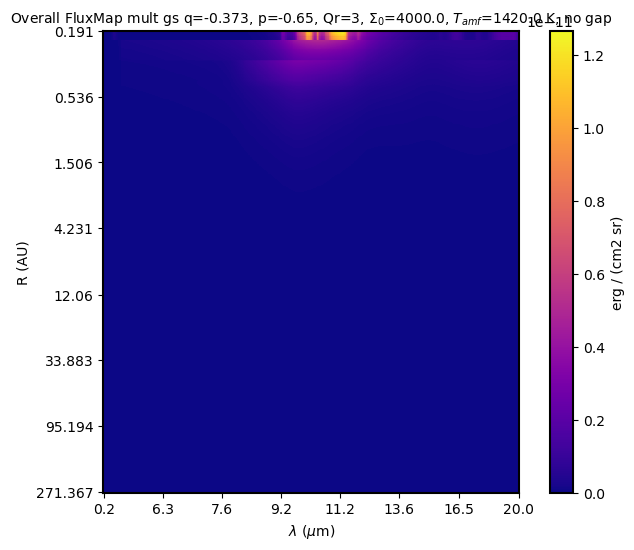 Overall FluxMap mult gs q=-0.373, p=-0.65, Qr=3, Σ₀=4000.0, T_amf=1420.0 K, no gap
1e−11
0.191
0.536
1.506
4.231
12.06
33.883
95.194
271.367
R (AU)
0.2 6.3 7.6 9.2 11.2 13.6 16.5 20.0
λ (μm)
1.2
1.0
0.8
0.6
0.4
0.2
0.0
erg / (cm2 sr)